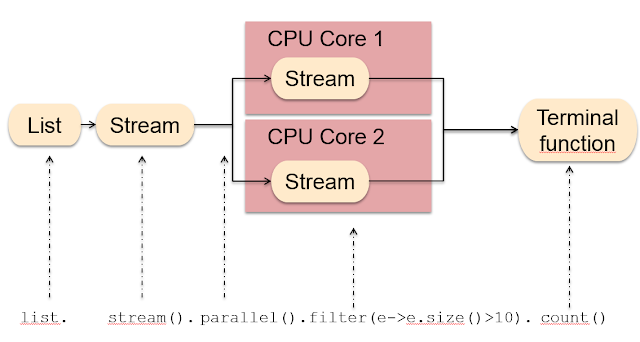 CPU Core 1
Stream
List
Stream
CPU Core 2
Stream
Terminal
function
list. stream(). parallel().filter(e->e.size()>10). count()